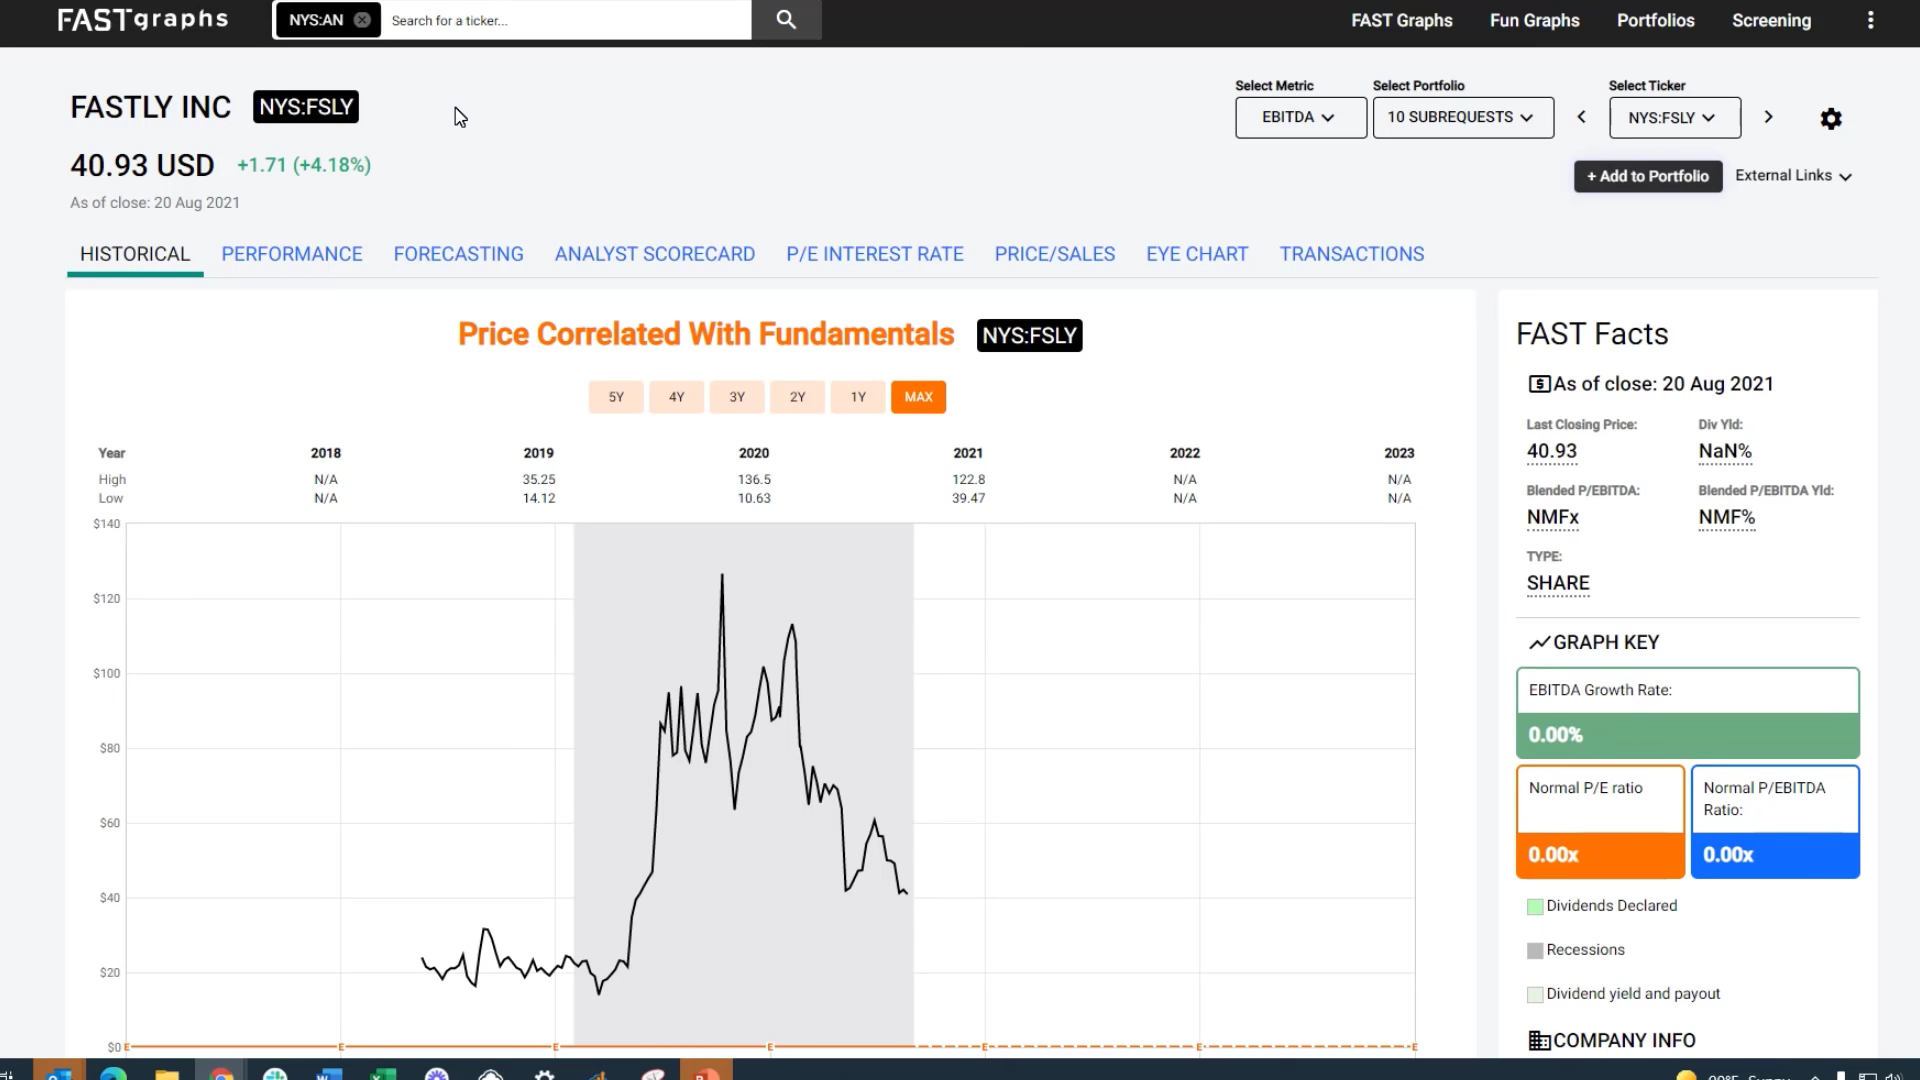 FASTgraphs
NYS:AN
Search for a ticker...
FAST Graphs
Fun Graphs
Portfolios
Screening
FASTLY INC NYS:FSLY
40.93 USD +1.71 (+4.18%)
As of close: 20 Aug 2021
Select Metric
EBITDA
Select Portfolio
10 SUBREQUESTS
Select Ticker
NYS:FSLY
+ Add to Portfolio
External Links
HISTORICAL PERFORMANCE FORECASTING ANALYST SCORECARD P/E INTEREST RATE PRICE/SALES EYE CHART TRANSACTIONS
Price Correlated With Fundamentals NYS:FSLY
5Y 4Y 3Y 2Y 1Y MAX
Year 2018 2019 2020 2021 2022 2023
High N/A 35.25 136.5 122.8 N/A N/A
Low N/A 14.12 10.63 39.47 N/A N/A
$140
$120
$100
$80
$60
$40
$20
$0 E E E E E E E
FAST Facts
As of close: 20 Aug 2021
Last Closing Price: Div Yld:
40.93 NaN%
Blended P/EBITDA: Blended P/EBITDA Yld:
NMFx NMF%
TYPE:
SHARE
GRAPH KEY
EBITDA Growth Rate:
0.00%
Normal P/E ratio
0.00x
Normal P/EBITDA
Ratio:
0.00x
Dividends Declared
Recessions
Dividend yield and payout
COMPANY INFO